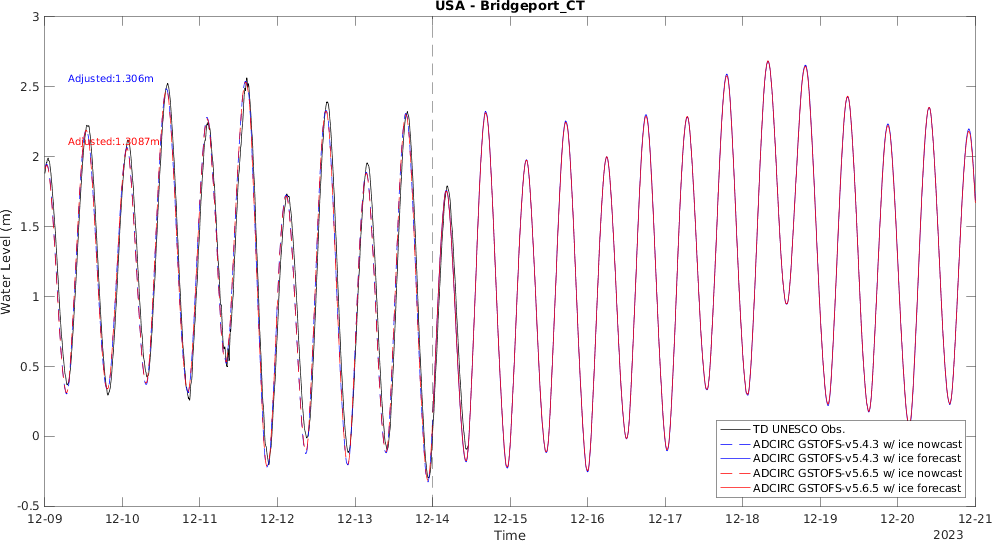 USA - Bridgeport_CT
3
2.5
2
1.5
1
0.5
0
-0.5
Water Level (m)
Adjusted:1.306m
Adjusted:1.3087m
TD UNESCO Obs.
ADCIRC GSTOFS-v5.4.3 w/ ice nowcast
ADCIRC GSTOFS-v5.4.3 w/ ice forecast
ADCIRC GSTOFS-v5.6.5 w/ ice nowcast
ADCIRC GSTOFS-v5.6.5 w/ ice forecast
12-09 12-10 12-11 12-12 12-13 12-14 12-15 12-16 12-17 12-18 12-19 12-20 12-21
Time
2023